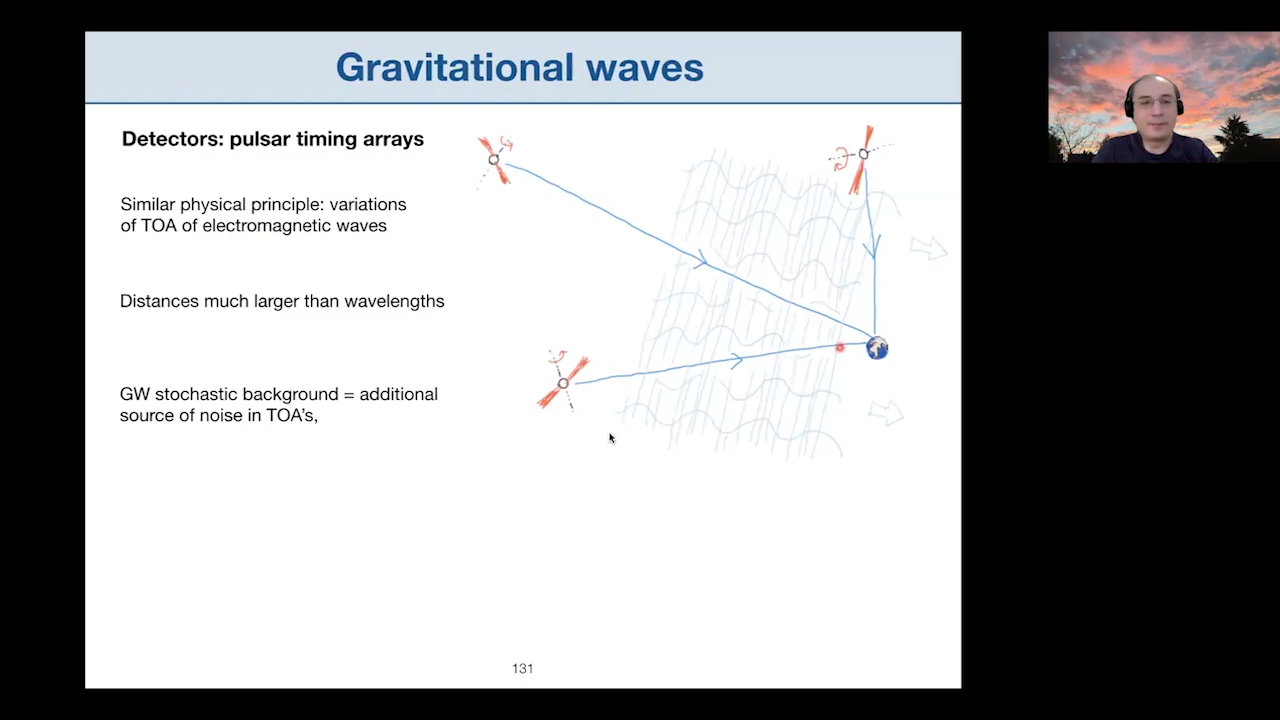 Gravitational waves
Detectors: pulsar timing arrays
Similar physical principle: variations
of TOA of electromagnetic waves
Distances much larger than wavelengths
GW stochastic background = additional
source of noise in TOA’s,
131